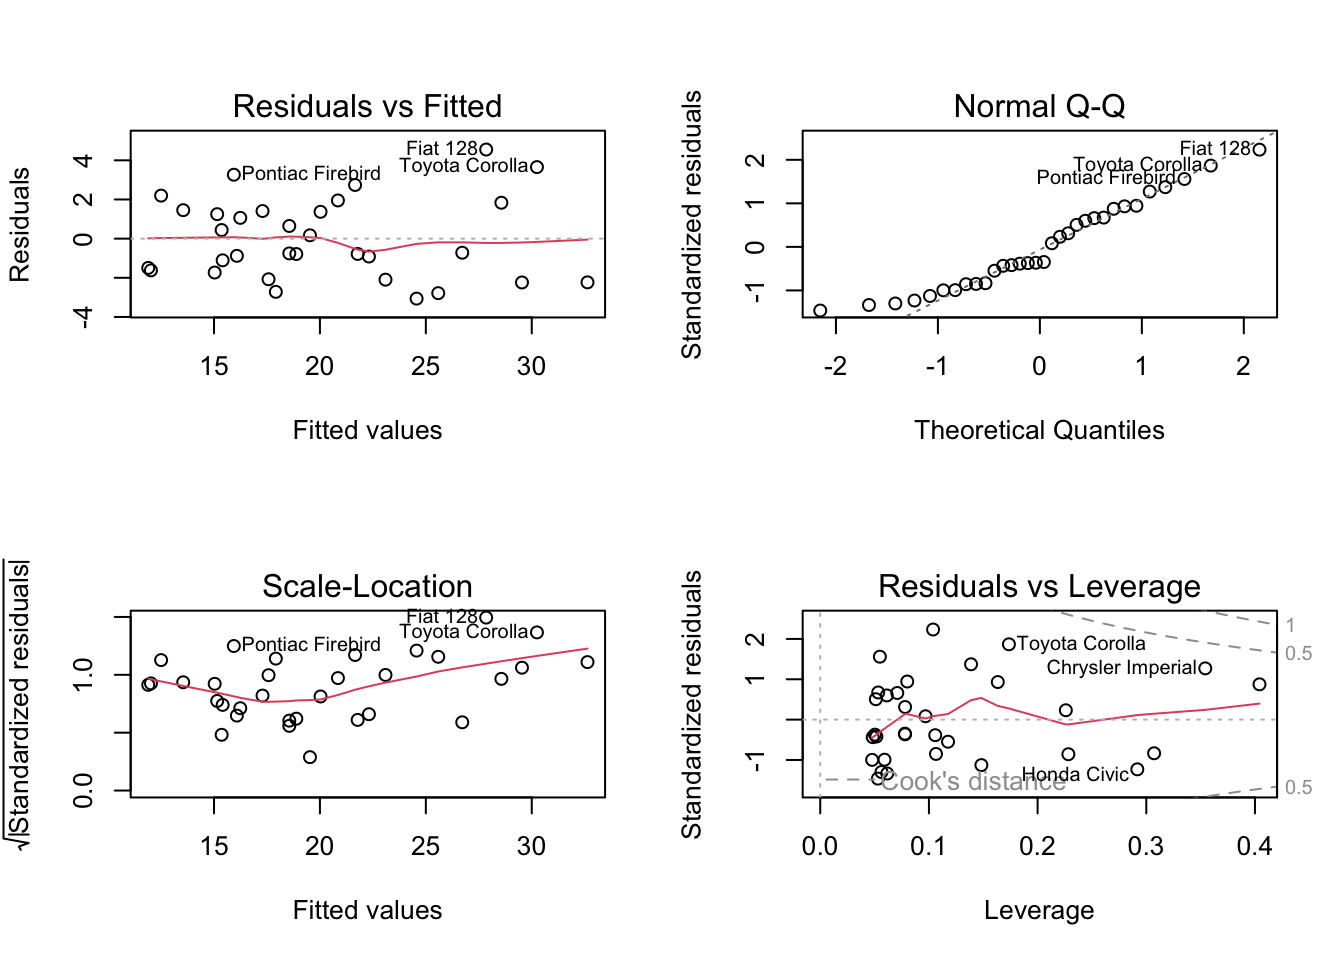 Residuals vs Fitted
Residuals
4
2
0
-4
Fiat 128
Toyota Corolla
Pontiac Firebird
15 20 25 30
Fitted values
Normal Q-Q
Standardized residuals
2
1
0
-1
Fiat 128
Toyota Corolla
Pontiac Firebird
-2 -1 0 1 2
Theoretical Quantiles
Scale-Location
√|Standardized residuals|
1.0
0.0
Fiat 128
Toyota Corolla
Pontiac Firebird
15 20 25 30
Fitted values
Residuals vs Leverage
Standardized residuals
2
1
-1
Toyota Corolla
Chrysler Imperial
Honda Civic
Cook's distance
1
0.5
0.5
0.0 0.1 0.2 0.3 0.4
Leverage